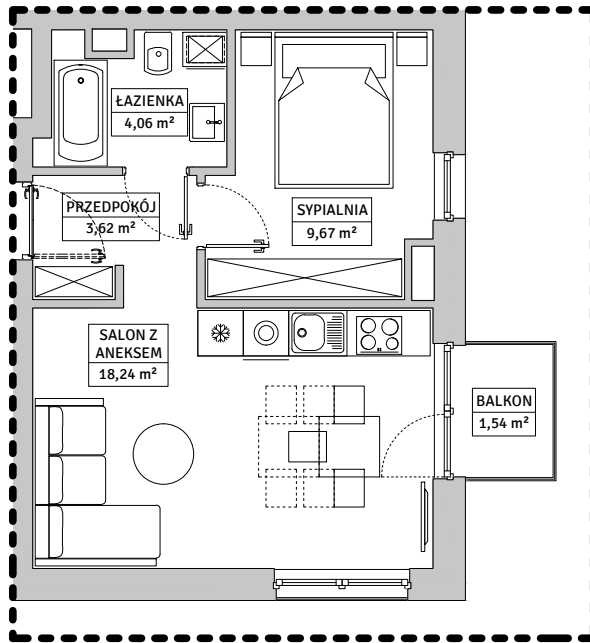 ŁAZIENKA
4,06 m²
PRZEDPOKÓJ
3,62 m²
SYPIALNIA
9,67 m²
SALON Z
ANEKSEM
18,24 m²
BALKON
1,54 m²